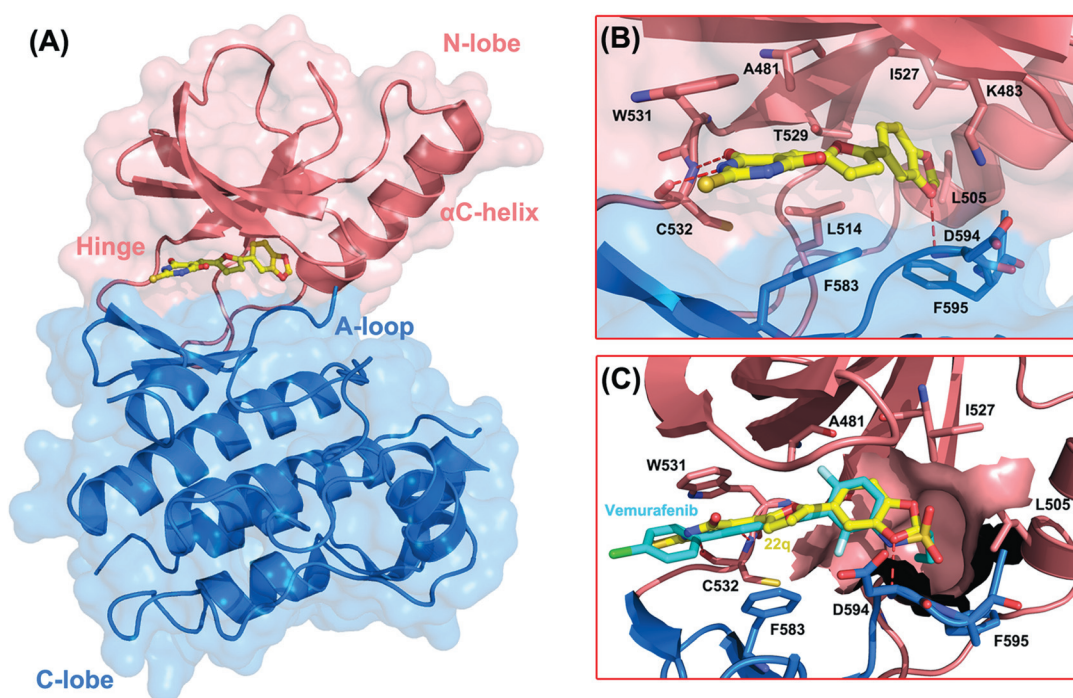 (A)
N-lobe
αC-helix
Hinge
A-loop
C-lobe
(B)
A481
I527
K483
W531
T529
L505
C532
L514
D594
F583
F595
(C)
A481
I527
W531
L505
Vemurafenib
22q
C532
D594
F583
F595